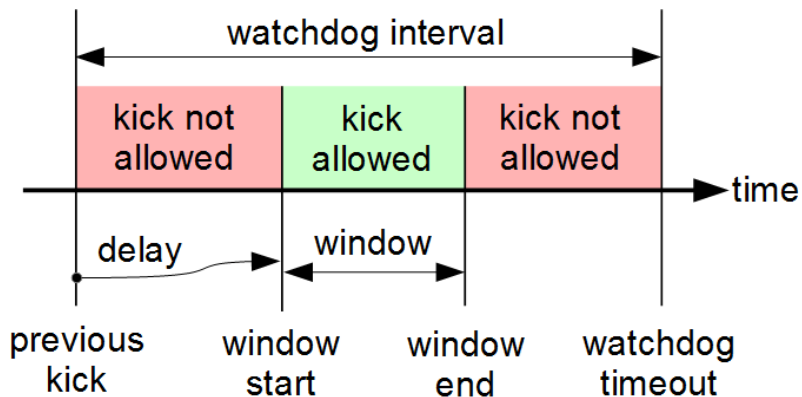 watchdog interval
kick not
allowed
kick
allowed
kick not
allowed
time
delay
window
previous
kick
window
start
window
end
watchdog
timeout